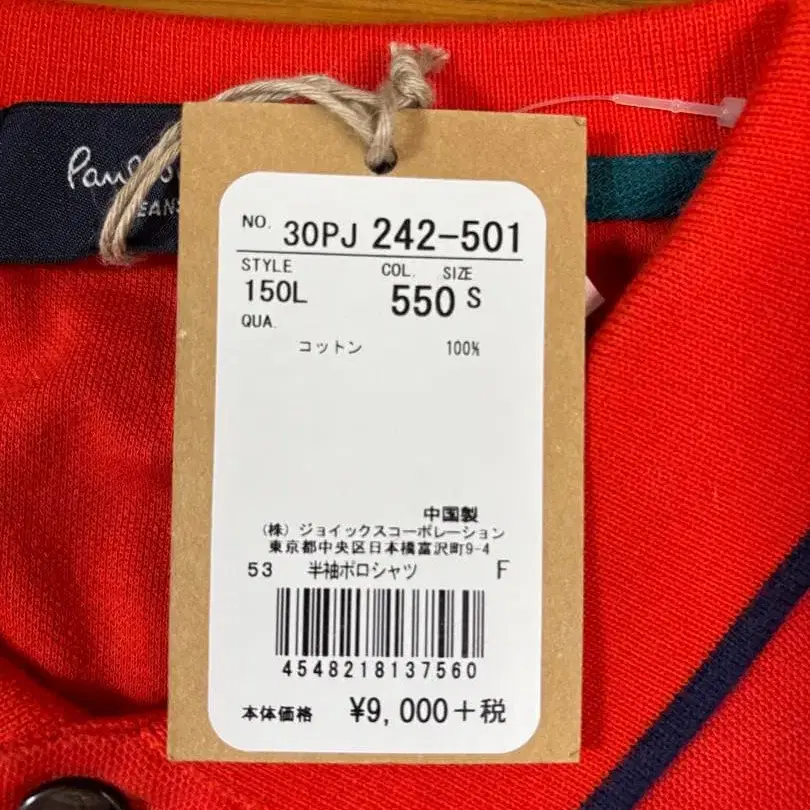 NO. 30PJ 242-501
STYLE COL. SIZE
150L 550 S
QUA.
コットン 100%
中国製
(株) ジョイックスコーポレーション
東京都中央区日本橋富沢町9-4
53 半袖ポロシャツ F
4548218137560
本体価格 ¥9,000+税